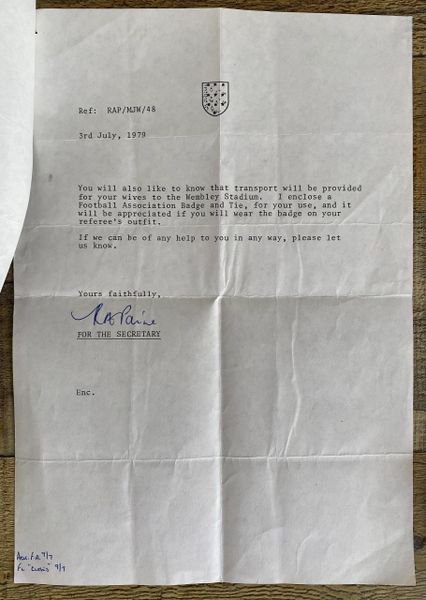 Ref: RAP/MJW/48
3rd July, 1979
You will also like to know that transport will be provided
for your wives to the Wembley Stadium. I enclose a
Football Association Badge and Tie, for your use, and it
will be appreciated if you will wear the badge on your
referee's outfit.
If we can be of any help to you in any way, please let
us know.
Yours faithfully,
RAPaine
FOR THE SECRETARY
Enc.
9/7